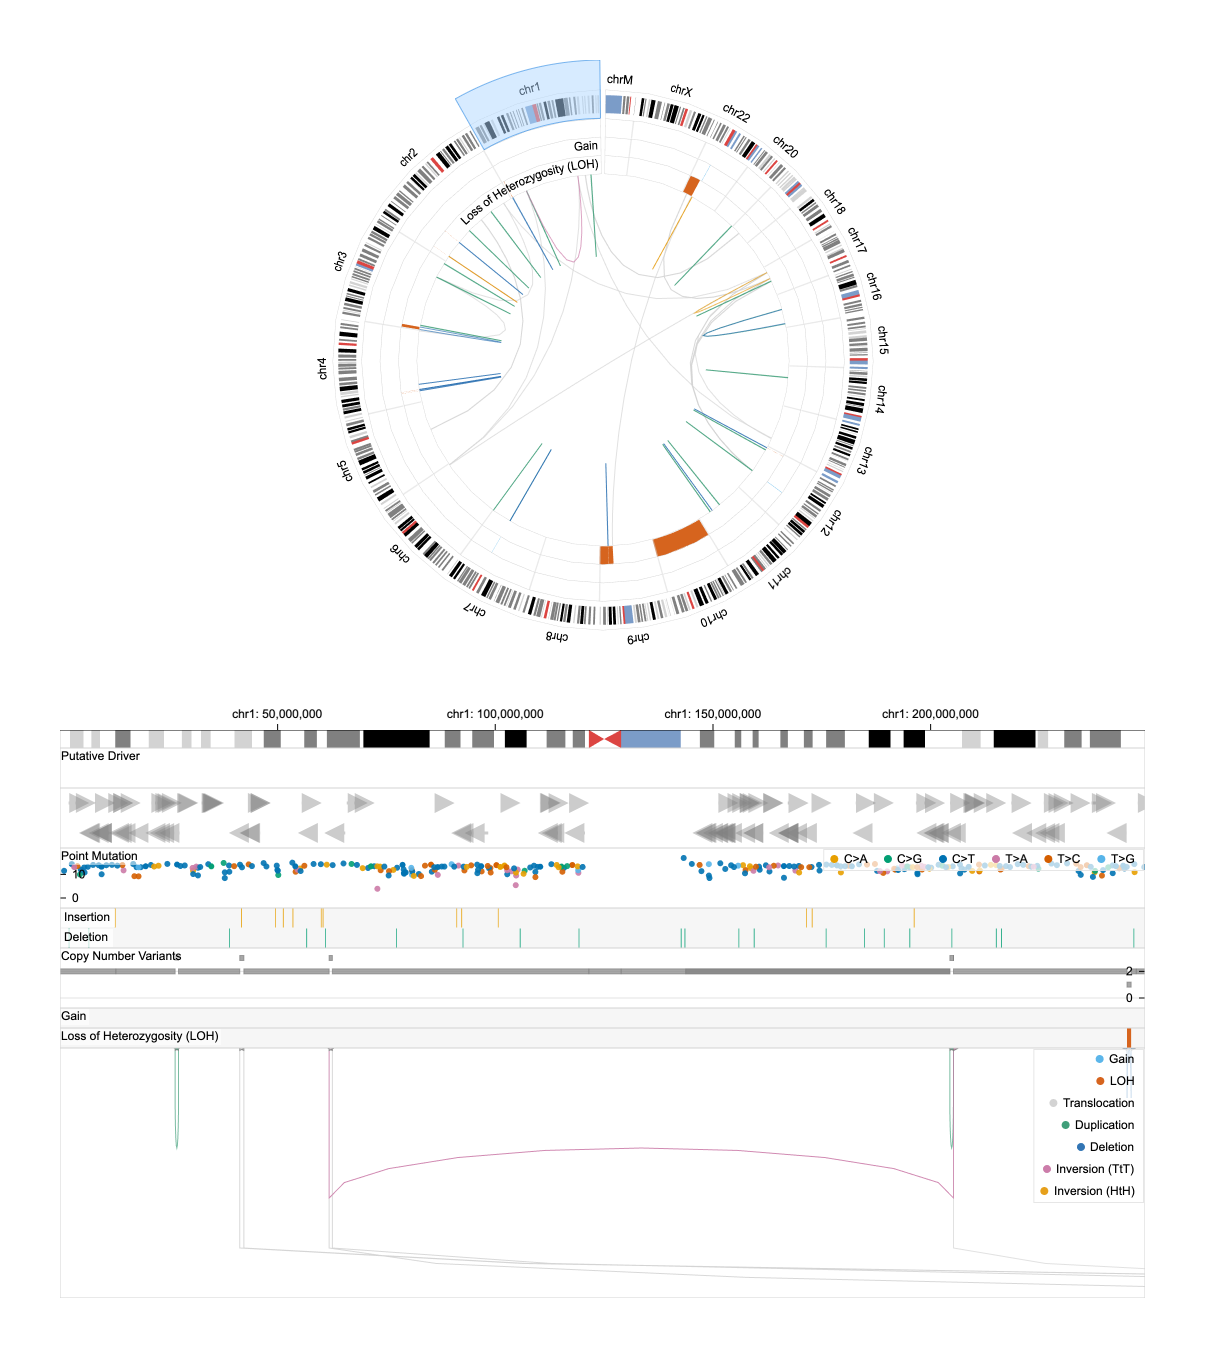 chr1
chrM
chrX
chr22
chr20
chr18
chr17
chr16
chr15
chr14
chr13
chr12
chr11
chr10
chr9
chr8
chr7
chr6
chr5
chr4
chr3
chr2
Gain
Loss of Heterozygosity (LOH)
chr1: 50,000,000
chr1: 100,000,000
chr1: 150,000,000
chr1: 200,000,000
Putative Driver
Point Mutation
C>A
C>G
C>T
T>A
T>C
T>G
10
0
Insertion
Deletion
Copy Number Variants
2
0
Gain
Loss of Heterozygosity (LOH)
Gain
LOH
Translocation
Duplication
Deletion
Inversion (TtT)
Inversion (HtH)